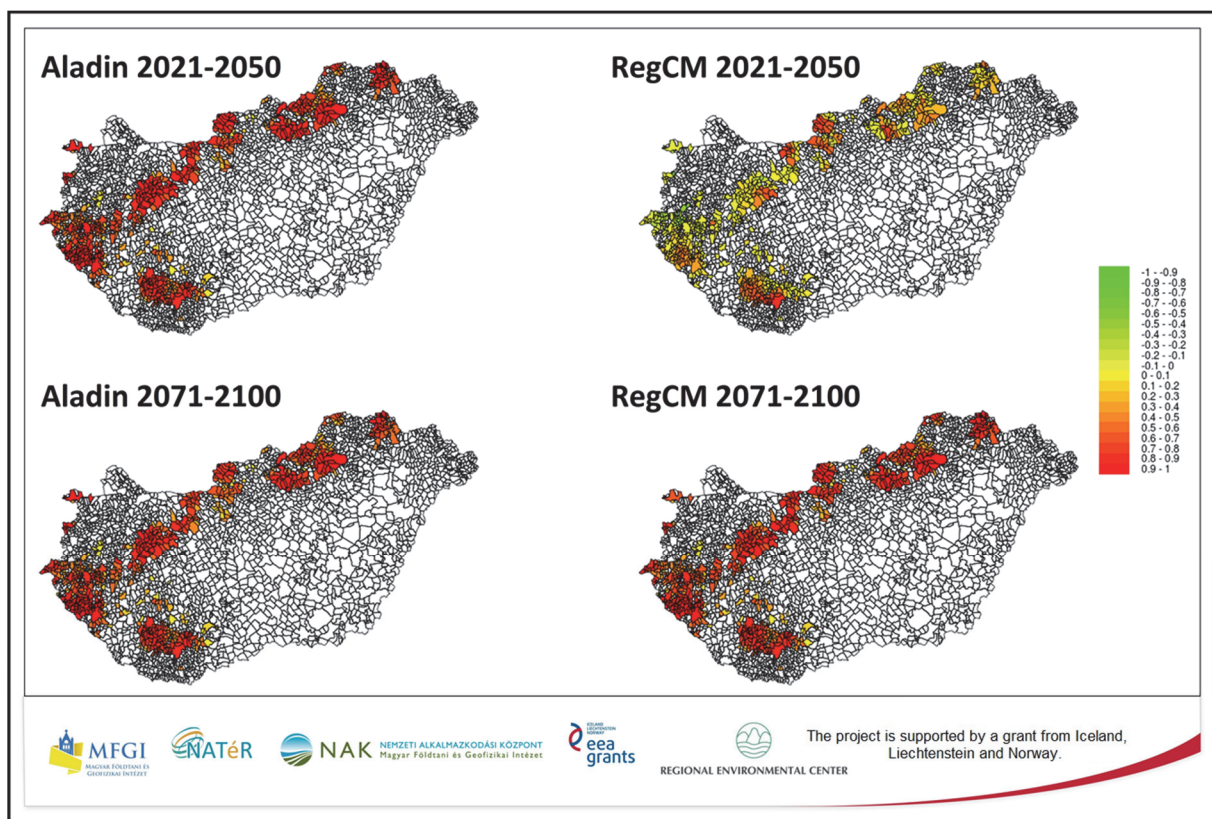 Aladin 2021-2050
RegCM 2021-2050
Aladin 2071-2100
RegCM 2071-2100
-1 - -0.9
-0.9 - -0.8
-0.8 - -0.7
-0.7 - -0.6
-0.6 - -0.5
-0.5 - -0.4
-0.4 - -0.3
-0.3 - -0.2
-0.2 - -0.1
-0.1 - 0
0 - 0.1
0.1 - 0.2
0.2 - 0.3
0.3 - 0.4
0.4 - 0.5
0.5 - 0.6
0.6 - 0.7
0.7 - 0.8
0.8 - 0.9
0.9 - 1
MFGI
MAGYAR FÖLDTANI ÉS
GEOFIZIKAI INTÉZET
NATéR
NAK
NEMZETI ALKALMAZKODÁSI KÖZPONT
Magyar Földtani és Geofizikai Intézet
ICELAND
LIECHTENSTEIN
NORWAY
eea
grants
REGIONAL ENVIRONMENTAL CENTER
The project is supported by a grant from Iceland,
Liechtenstein and Norway.